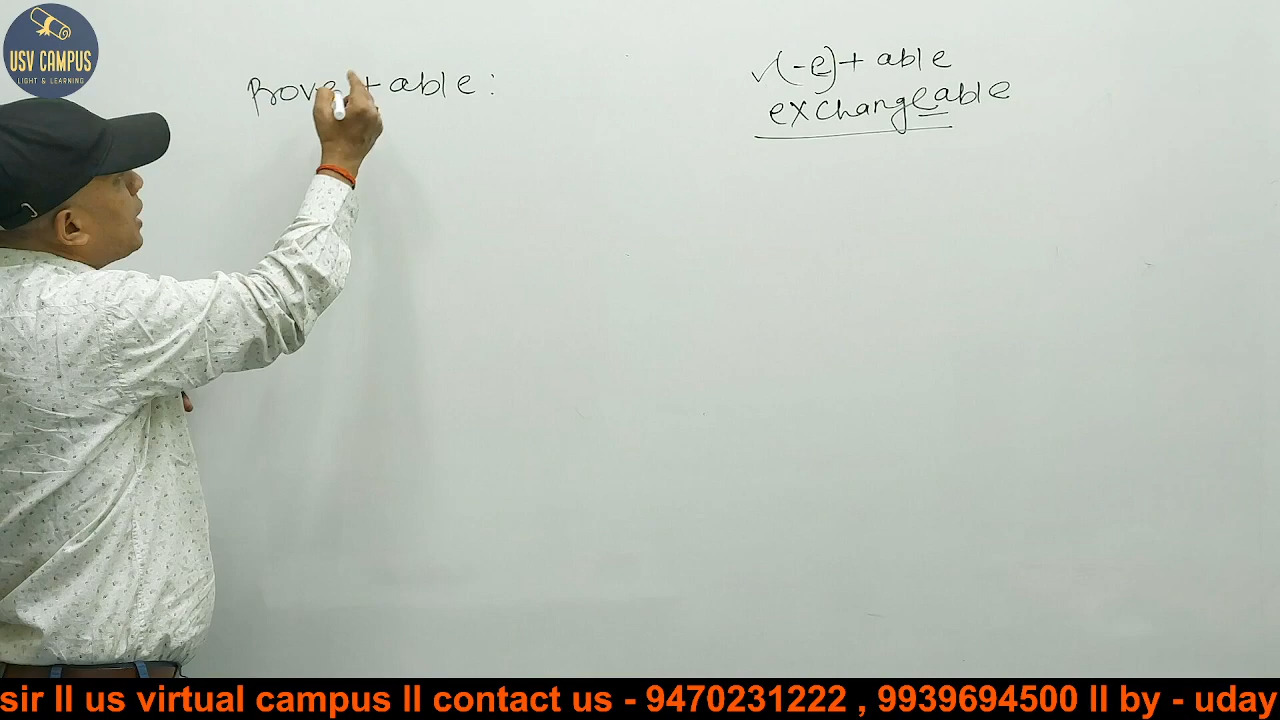 USV CAMPUS
LIGHT & LEARNING
Prove + able :
√(-e) + able
exchangeable
sir II us virtual campus II contact us - 9470231222 , 9939694500 II by - uday